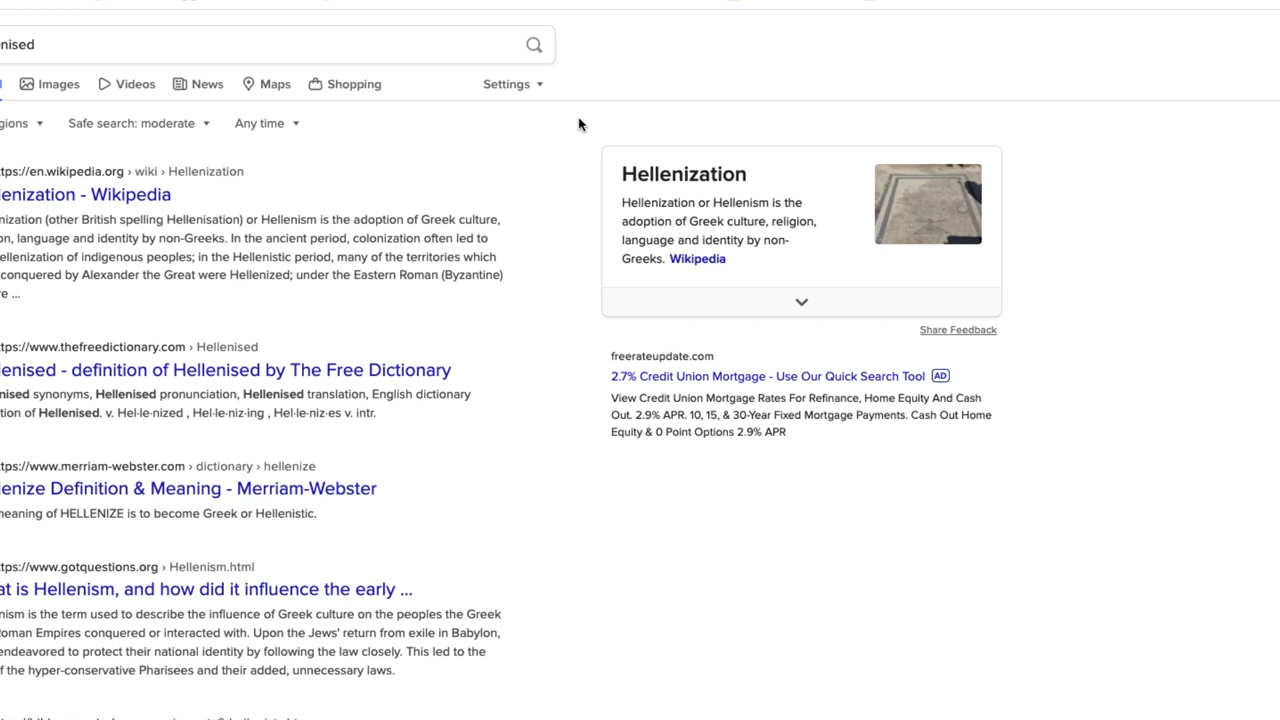 nised
Images Videos News Maps Shopping Settings
gions Safe search: moderate Any time
ttps://en.wikipedia.org › wiki › Hellenization
lenization - Wikipedia
nization (other British spelling Hellenisation) or Hellenism is the adoption of Greek culture,
on, language and identity by non-Greeks. In the ancient period, colonization often led to
ellenization of indigenous peoples; in the Hellenistic period, many of the territories which
conquered by Alexander the Great were Hellenized; under the Eastern Roman (Byzantine)
re ...
ttps://www.thefreedictionary.com › Hellenised
lenised - definition of Hellenised by The Free Dictionary
nised synonyms, Hellenised pronunciation, Hellenised translation, English dictionary
tion of Hellenised. v. Hel·le·nized , Hel·le·niz·ing , Hel·le·niz·es v. intr.
ttps://www.merriam-webster.com › dictionary › hellenize
lenize Definition & Meaning - Merriam-Webster
meaning of HELLENIZE is to become Greek or Hellenistic.
ttps://www.gotquestions.org › Hellenism.html
at is Hellenism, and how did it influence the early ...
nism is the term used to describe the influence of Greek culture on the peoples the Greek
Roman Empires conquered or interacted with. Upon the Jews' return from exile in Babylon,
endeavored to protect their national identity by following the law closely. This led to the
f the hyper-conservative Pharisees and their added, unnecessary laws.
Hellenization
Hellenization or Hellenism is the
adoption of Greek culture, religion,
language and identity by non-
Greeks. Wikipedia
Share Feedback
freerateupdate.com
2.7% Credit Union Mortgage - Use Our Quick Search Tool AD
View Credit Union Mortgage Rates For Refinance, Home Equity And Cash
Out. 2.9% APR. 10, 15, & 30-Year Fixed Mortgage Payments. Cash Out Home
Equity & 0 Point Options 2.9% APR